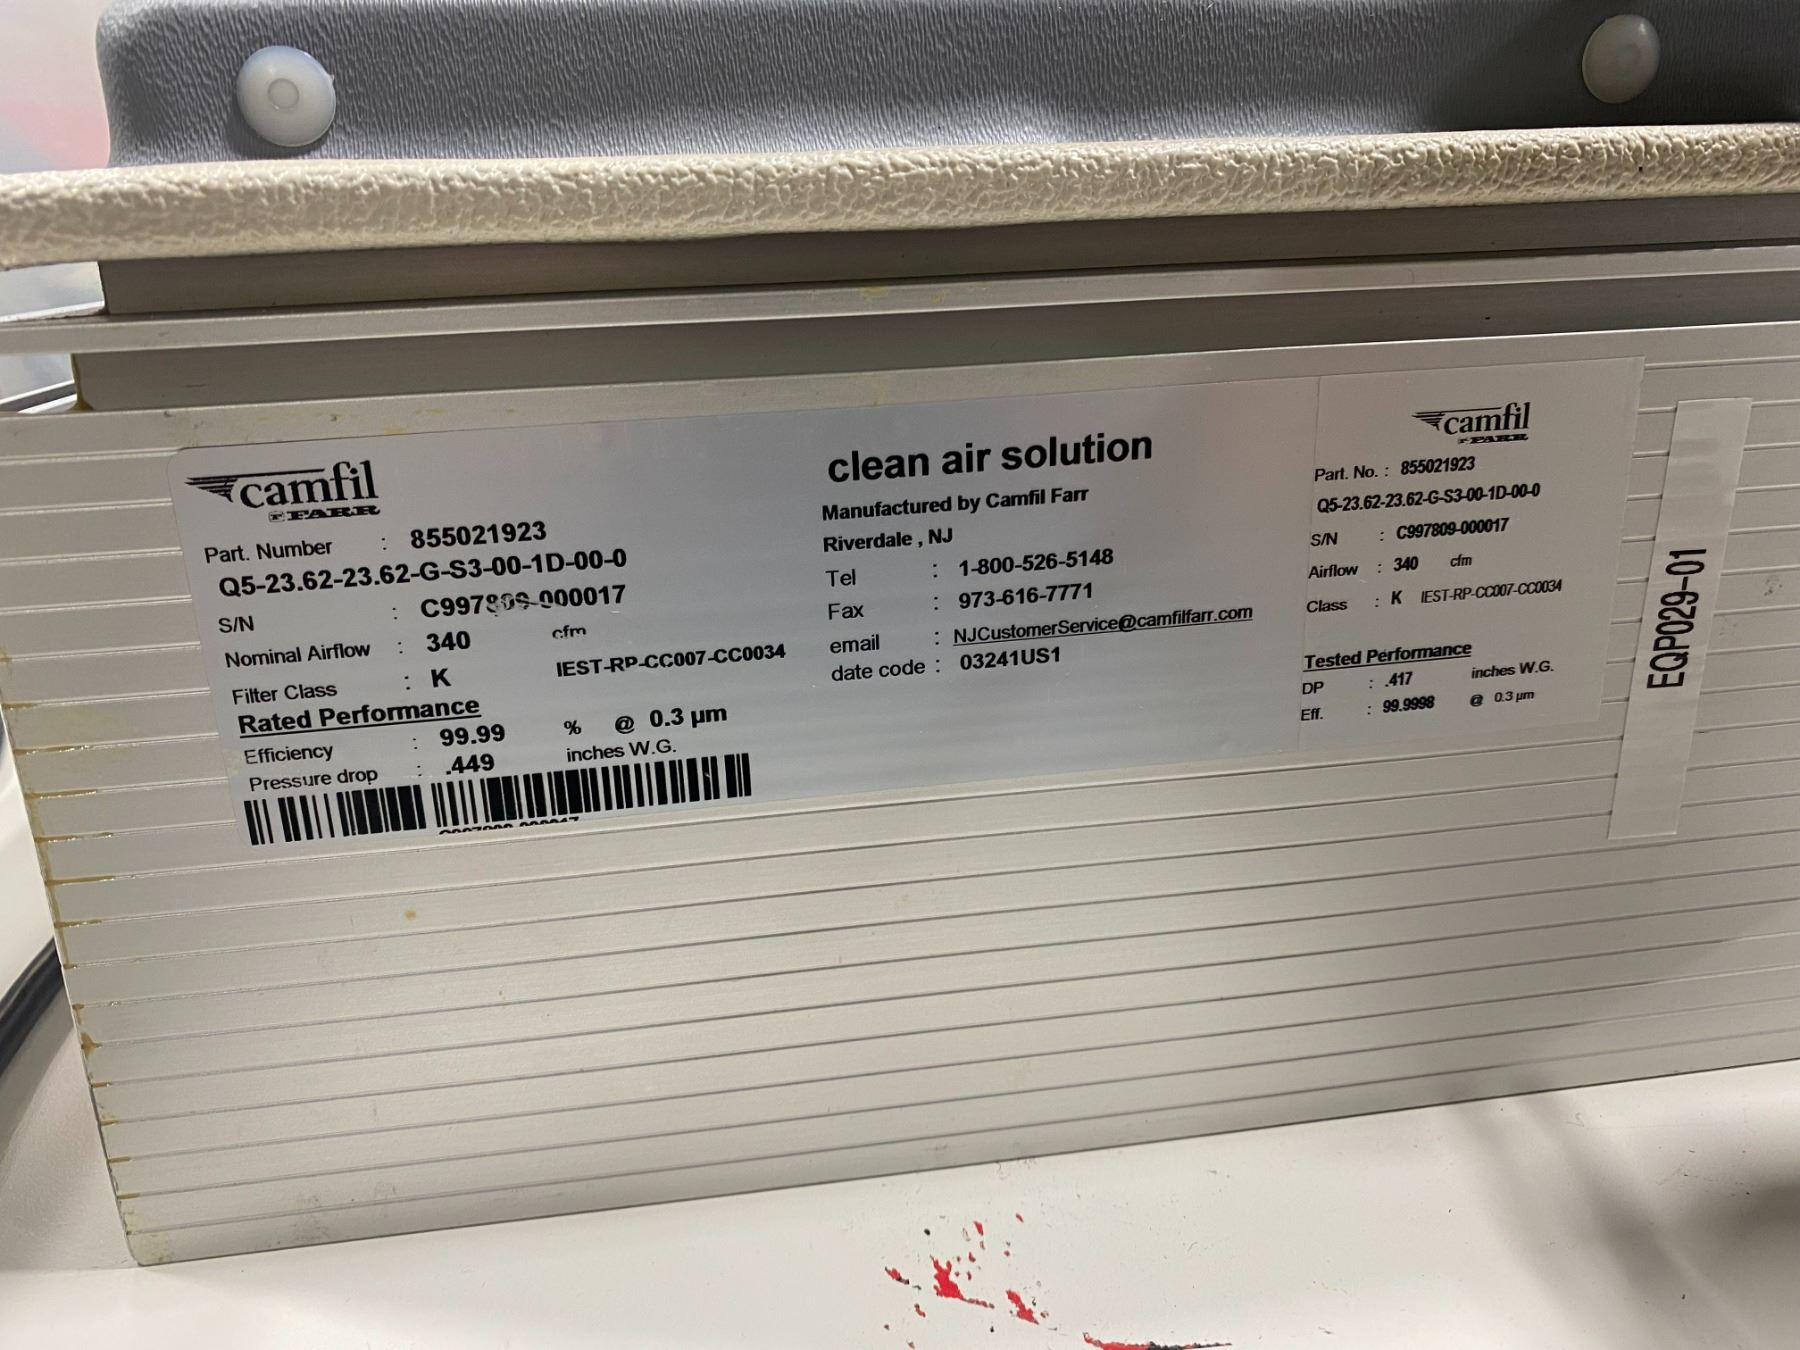 camfil
FARR
Part. Number : 855021923
Q5-23.62-23.62-G-S3-00-1D-00-0
S/N : C997809-000017
Nominal Airflow : 340 cfm
Filter Class : K IEST-RP-CC007-CC0034
Rated Performance
Efficiency : 99.99 % @ 0.3 µm
Pressure drop : .449 inches W.G.
clean air solution
Manufactured by Camfil Farr
Riverdale , NJ
Tel : 1-800-526-5148
Fax : 973-616-7771
email : NJCustomerService@camfilfarr.com
date code : 03241US1
camfil
FARR
Part. No. : 855021923
Q5-23.62-23.62-G-S3-00-1D-00-0
S/N : C997809-000017
Airflow : 340 cfm
Class : K IEST-RP-CC007-CC0034
Tested Performance
DP : .417 inches W.G.
Eff. : 99.9998 @ 0.3 µm
EQP029-01